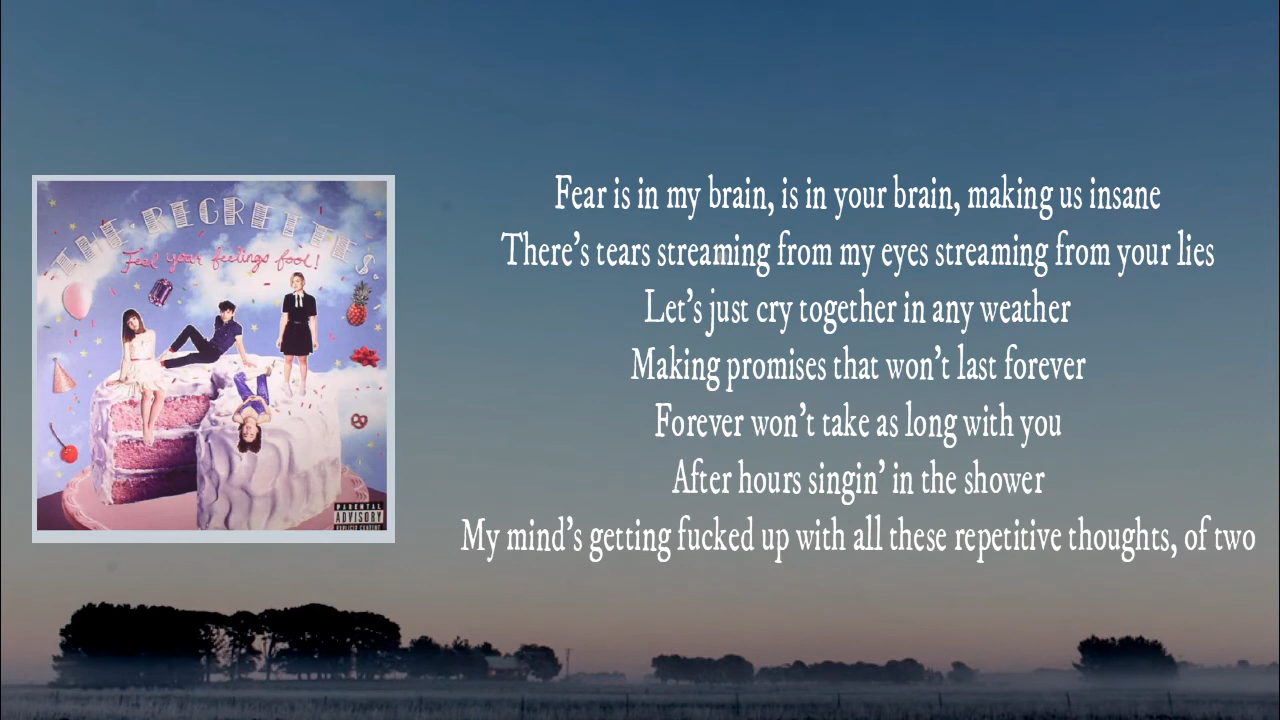 THE REGRETTES
Feel your feelings fool!
PARENTAL
ADVISORY
EXPLICIT CONTENT
Fear is in my brain, is in your brain, making us insane
There's tears streaming from my eyes streaming from your lies
Let's just cry together in any weather
Making promises that won't last forever
Forever won't take as long with you
After hours singin' in the shower
My mind's getting fucked up with all these repetitive thoughts, of two